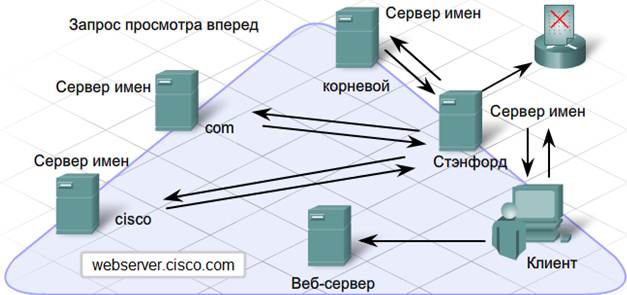 Запрос просмотра вперед
Сервер имен
корневой
Сервер имен
com
Сервер имен
Стэнфорд
Сервер имен
cisco
webserver.cisco.com
Веб-сервер
Клиент